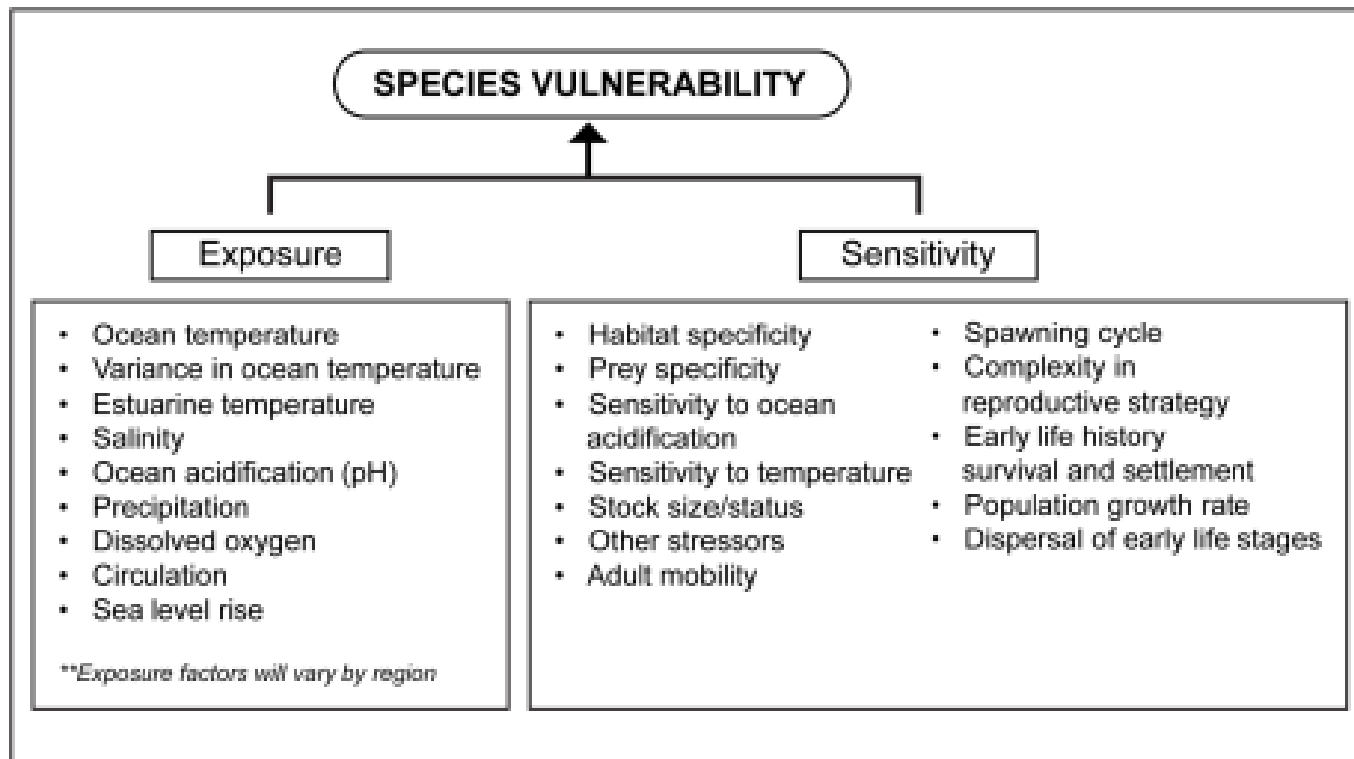 SPECIES VULNERABILITY
Exposure
• Ocean temperature
• Variance in ocean temperature
• Estuarine temperature
• Salinity
• Ocean acidification (pH)
• Precipitation
• Dissolved oxygen
• Circulation
• Sea level rise
**Exposure factors will vary by region
Sensitivity
• Habitat specificity
• Prey specificity
• Sensitivity to ocean
acidification
• Sensitivity to temperature
• Stock size/status
• Other stressors
• Adult mobility
• Spawning cycle
• Complexity in
reproductive strategy
• Early life history
survival and settlement
• Population growth rate
• Dispersal of early life stages